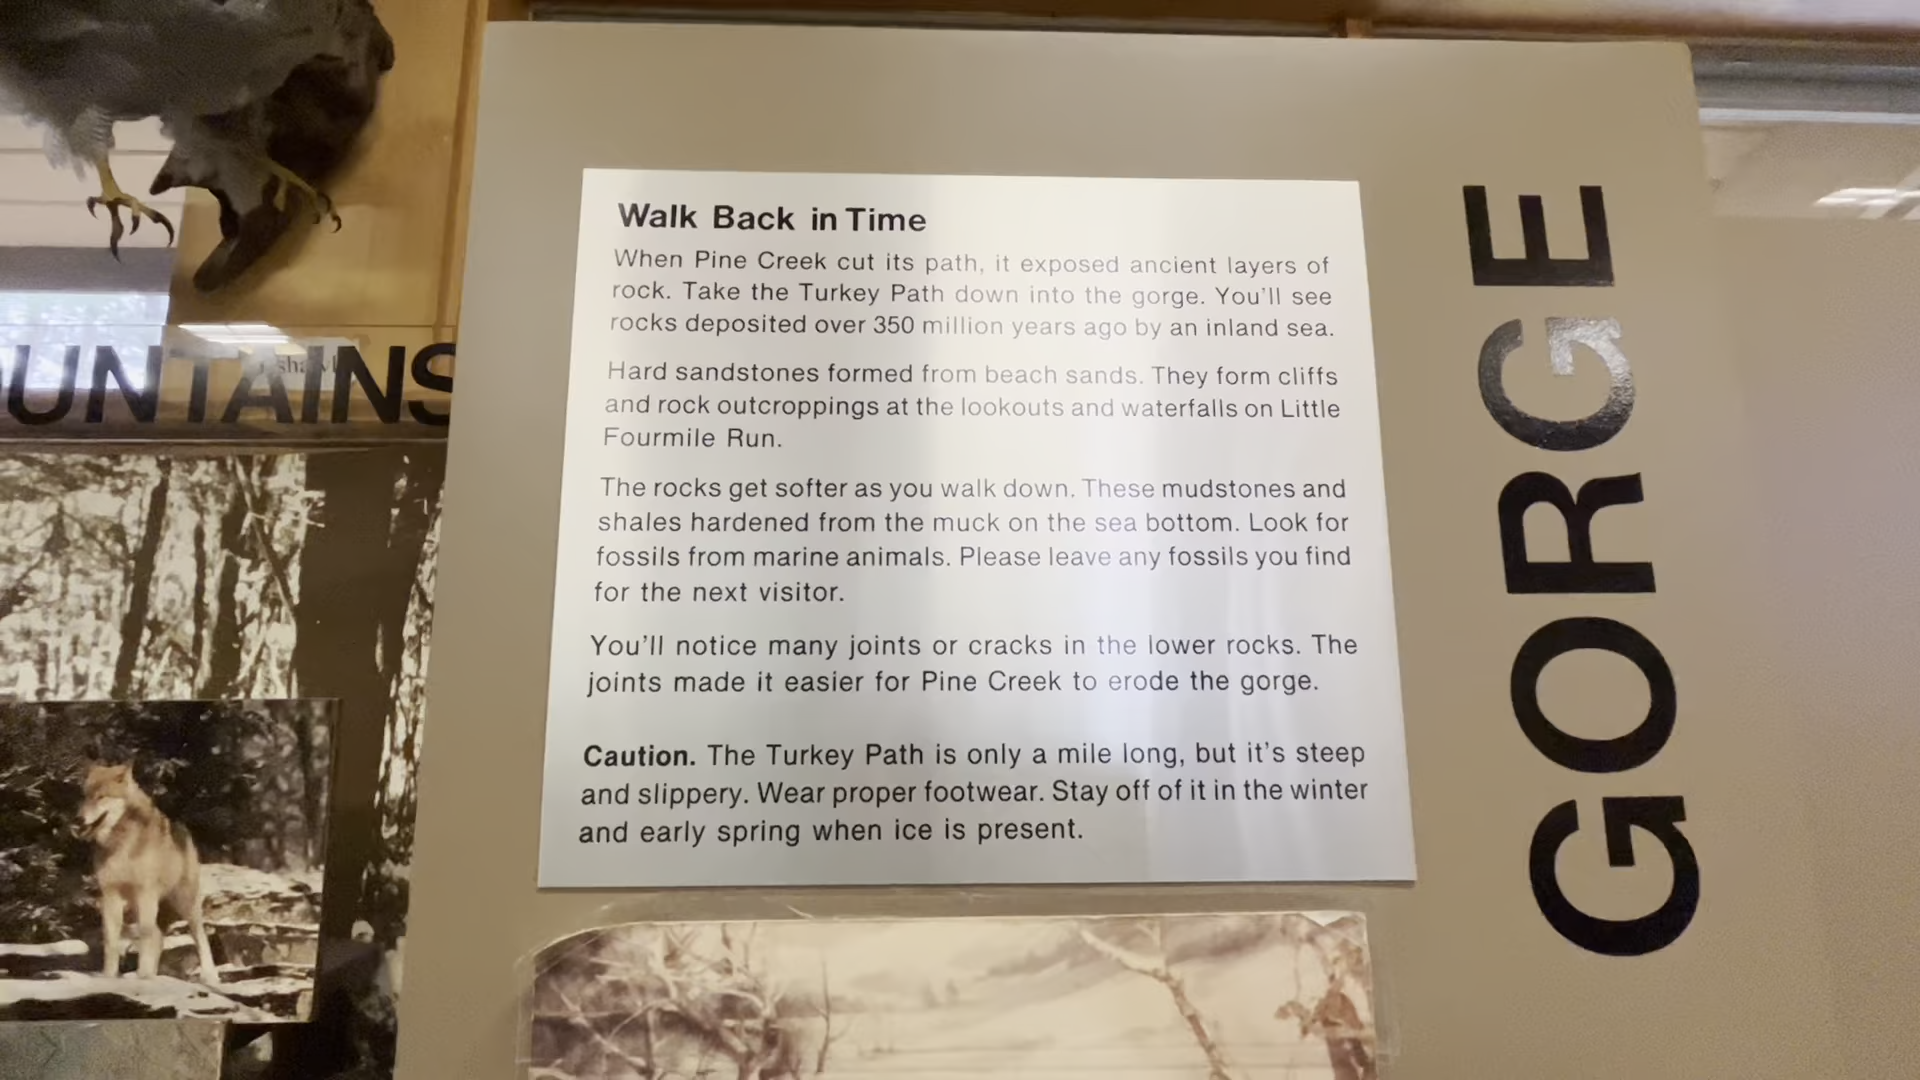 Walk Back in Time
When Pine Creek cut its path, it exposed ancient layers of
rock. Take the Turkey Path down into the gorge. You'll see
rocks deposited over 350 million years ago by an inland sea.
Hard sandstones formed from beach sands. They form cliffs
and rock outcroppings at the lookouts and waterfalls on Little
Fourmile Run.
The rocks get softer as you walk down. These mudstones and
shales hardened from the muck on the sea bottom. Look for
fossils from marine animals. Please leave any fossils you find
for the next visitor.
You'll notice many joints or cracks in the lower rocks. The
joints made it easier for Pine Creek to erode the gorge.
Caution. The Turkey Path is only a mile long, but it's steep
and slippery. Wear proper footwear. Stay off of it in the winter
and early spring when ice is present.
GORGE
OUNTAINS